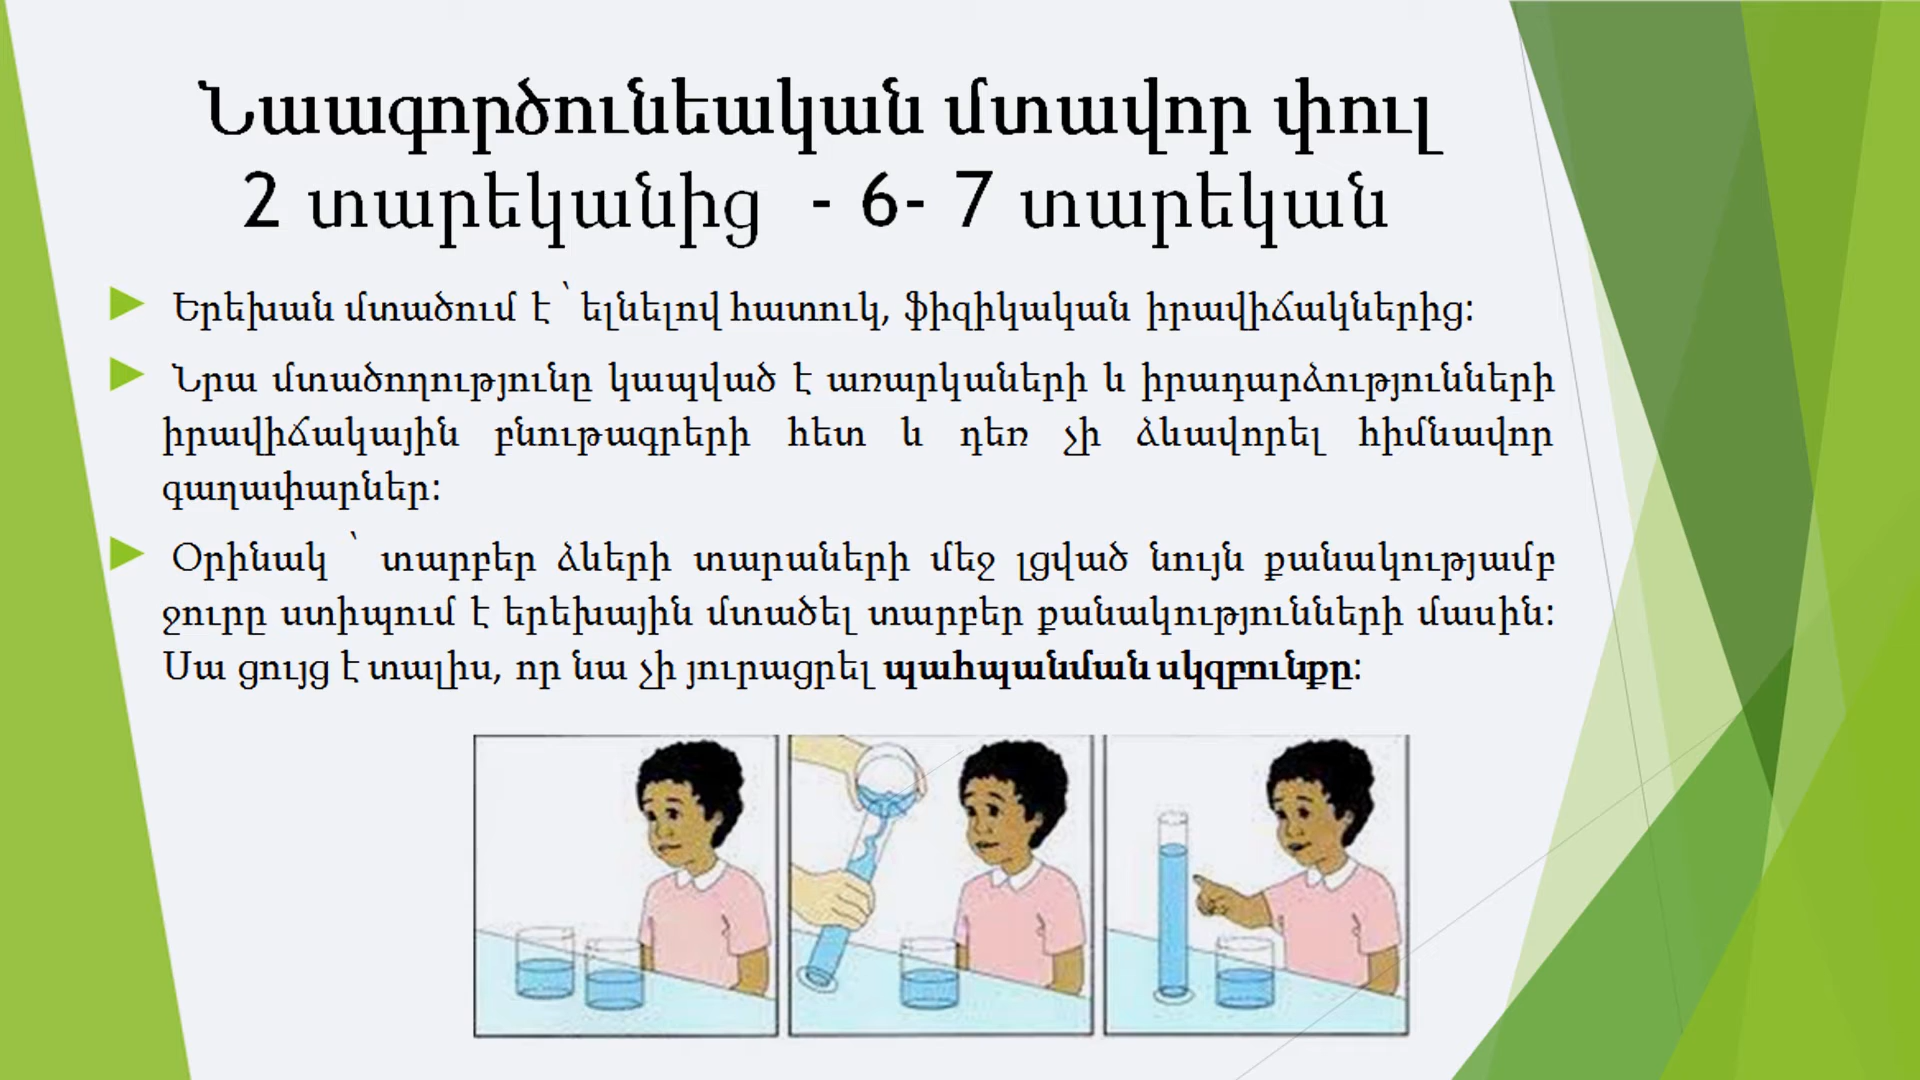 Նաագործունեական մտավոր փուլ
2 տարեկանից - 6- 7 տարեկան
Երեխան մտածում է ՝ ելնելով հատուկ, ֆիզիկական իրավիճակներից:
Նրա մտածողությունը կապված է առարկաների և իրադարձությունների
իրավիճակային բնութագրերի հետ և դեռ չի ձևավորել հիմնավոր
գաղափարներ:
Օրինակ ՝ տարբեր ձևերի տարաների մեջ լցված նույն քանակությամբ
ջուրը ստիպում է երեխային մտածել տարբեր քանակությունների մասին:
Սա ցույց է տալիս, որ նա չի յուրացրել պահպանման սկզբունքը: